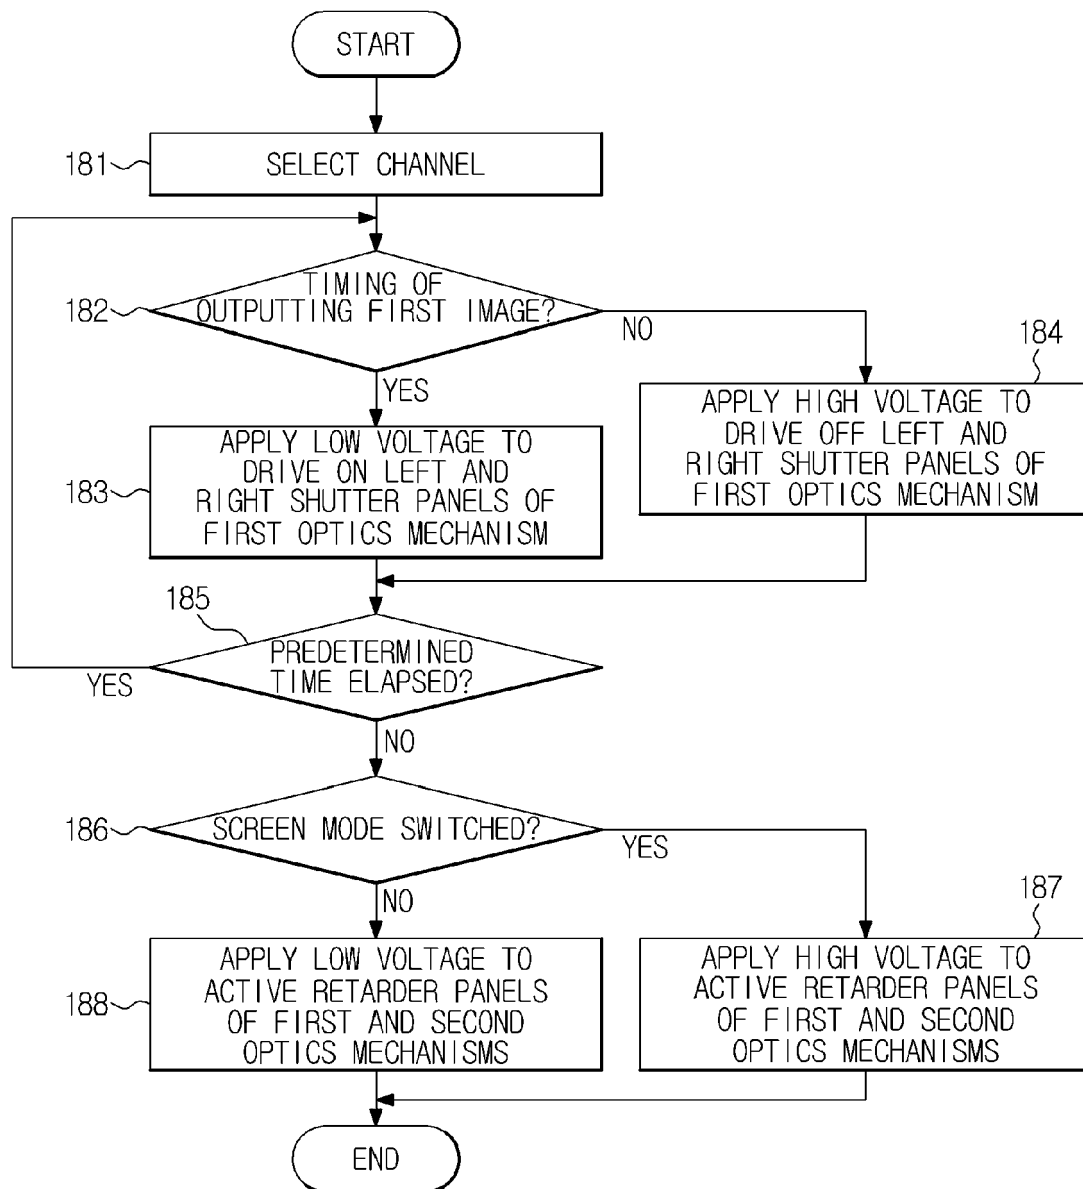 START
181
SELECT CHANNEL
TIMING OF
OUTPUTTING FIRST IMAGE?
182
NO
YES
184
APPLY HIGH VOLTAGE TO
DRIVE OFF LEFT AND
RIGHT SHUTTER PANELS OF
FIRST OPTICS MECHANISM
183
APPLY LOW VOLTAGE TO
DRIVE ON LEFT AND
RIGHT SHUTTER PANELS OF
FIRST OPTICS MECHANISM
185
PREDETERMINED
TIME ELAPSED?
YES
NO
186
SCREEN MODE SWITCHED?
YES
NO
187
APPLY HIGH VOLTAGE TO
ACTIVE RETARDER PANELS
OF FIRST AND SECOND
OPTICS MECHANISMS
188
APPLY LOW VOLTAGE TO
ACTIVE RETARDER PANELS
OF FIRST AND SECOND
OPTICS MECHANISMS
END